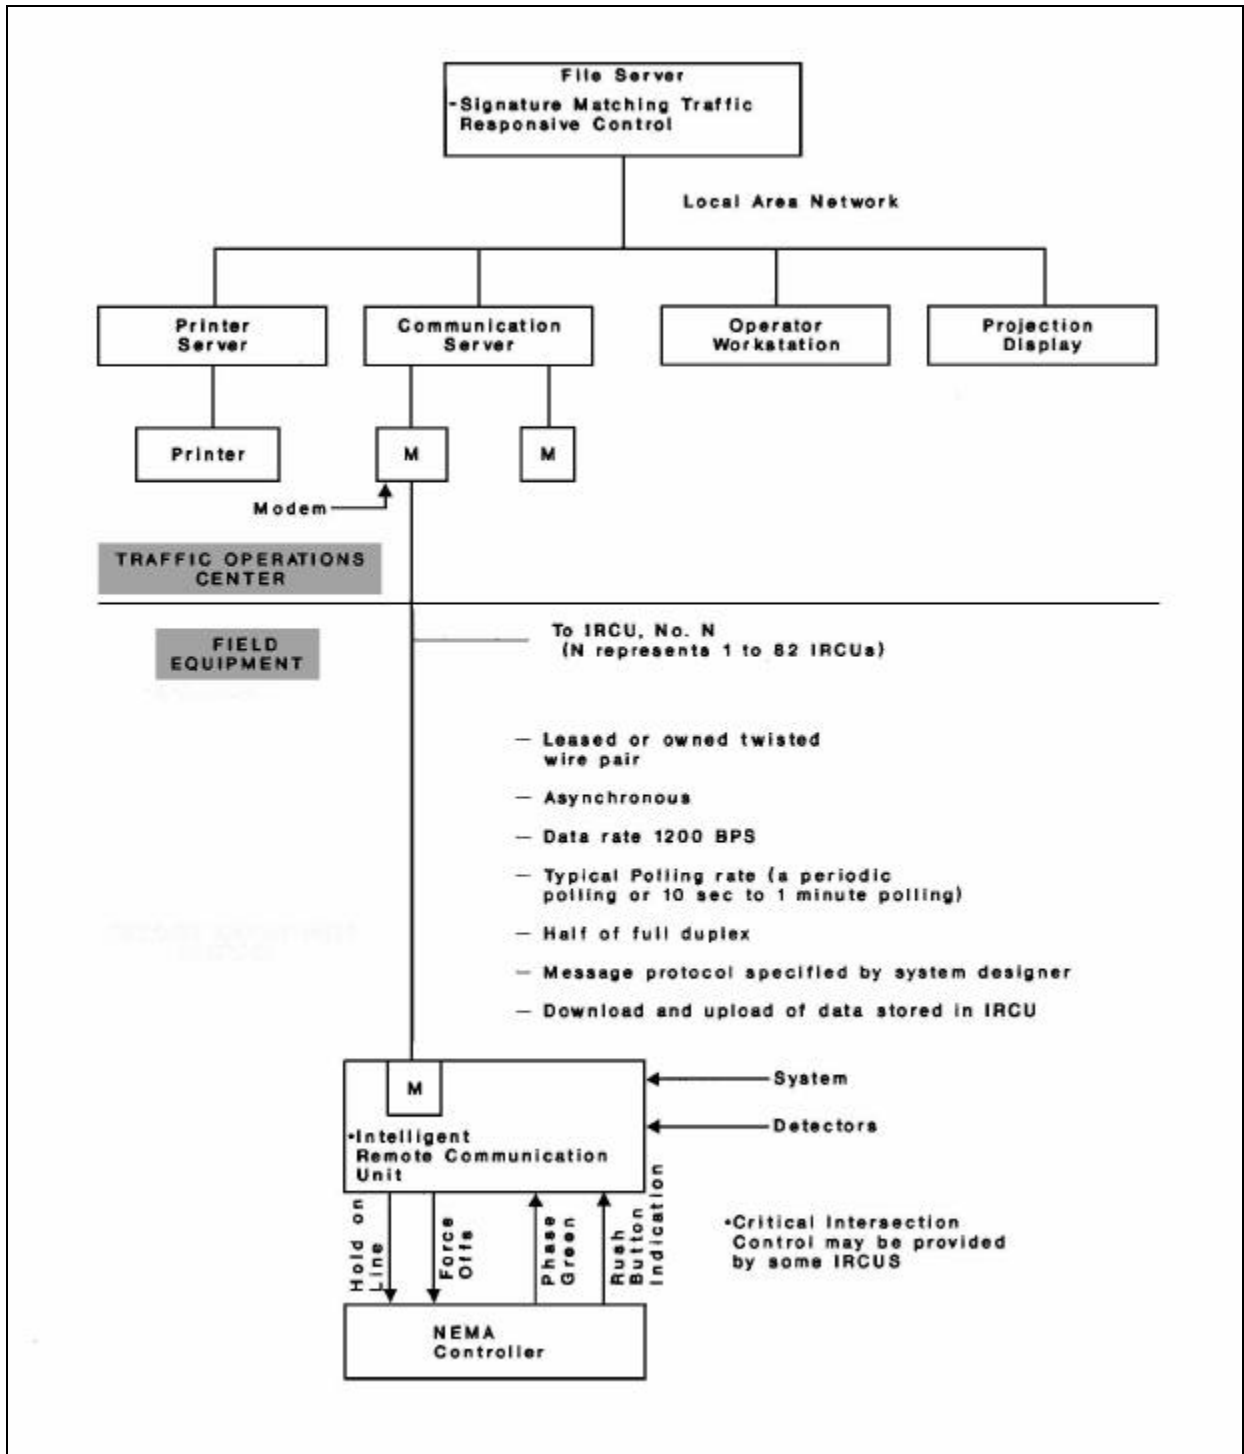 File Server
-Signature Matching Traffic
Responsive Control
Local Area Network
Printer
Server
Communication
Server
Operator
Workstation
Projection
Display
Printer
M
M
Modem
TRAFFIC OPERATIONS
CENTER
FIELD
EQUIPMENT
To IRCU, No. N
(N represents 1 to 82 IRCUs)
— Leased or owned twisted
wire pair
— Asynchronous
— Data rate 1200 BPS
— Typical Polling rate (a periodic
polling or 10 sec to 1 minute polling)
— Half of full duplex
— Message protocol specified by system designer
— Download and upload of data stored in IRCU
M
•Intelligent
Remote Communication
Unit
System
Detectors
Hold on
Line
Force
Offs
Phase
Green
Rush
Button
Indication
•Critical Intersection
Control may be provided
by some IRCUS
NEMA
Controller